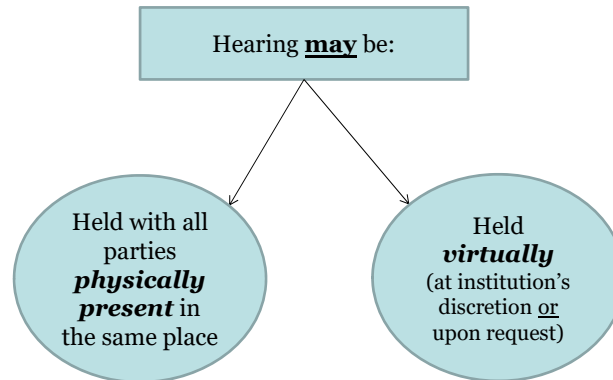 Hearing may be:
Held with all
parties
physically
present in
the same place
Held
virtually
(at institution's
discretion or
upon request)